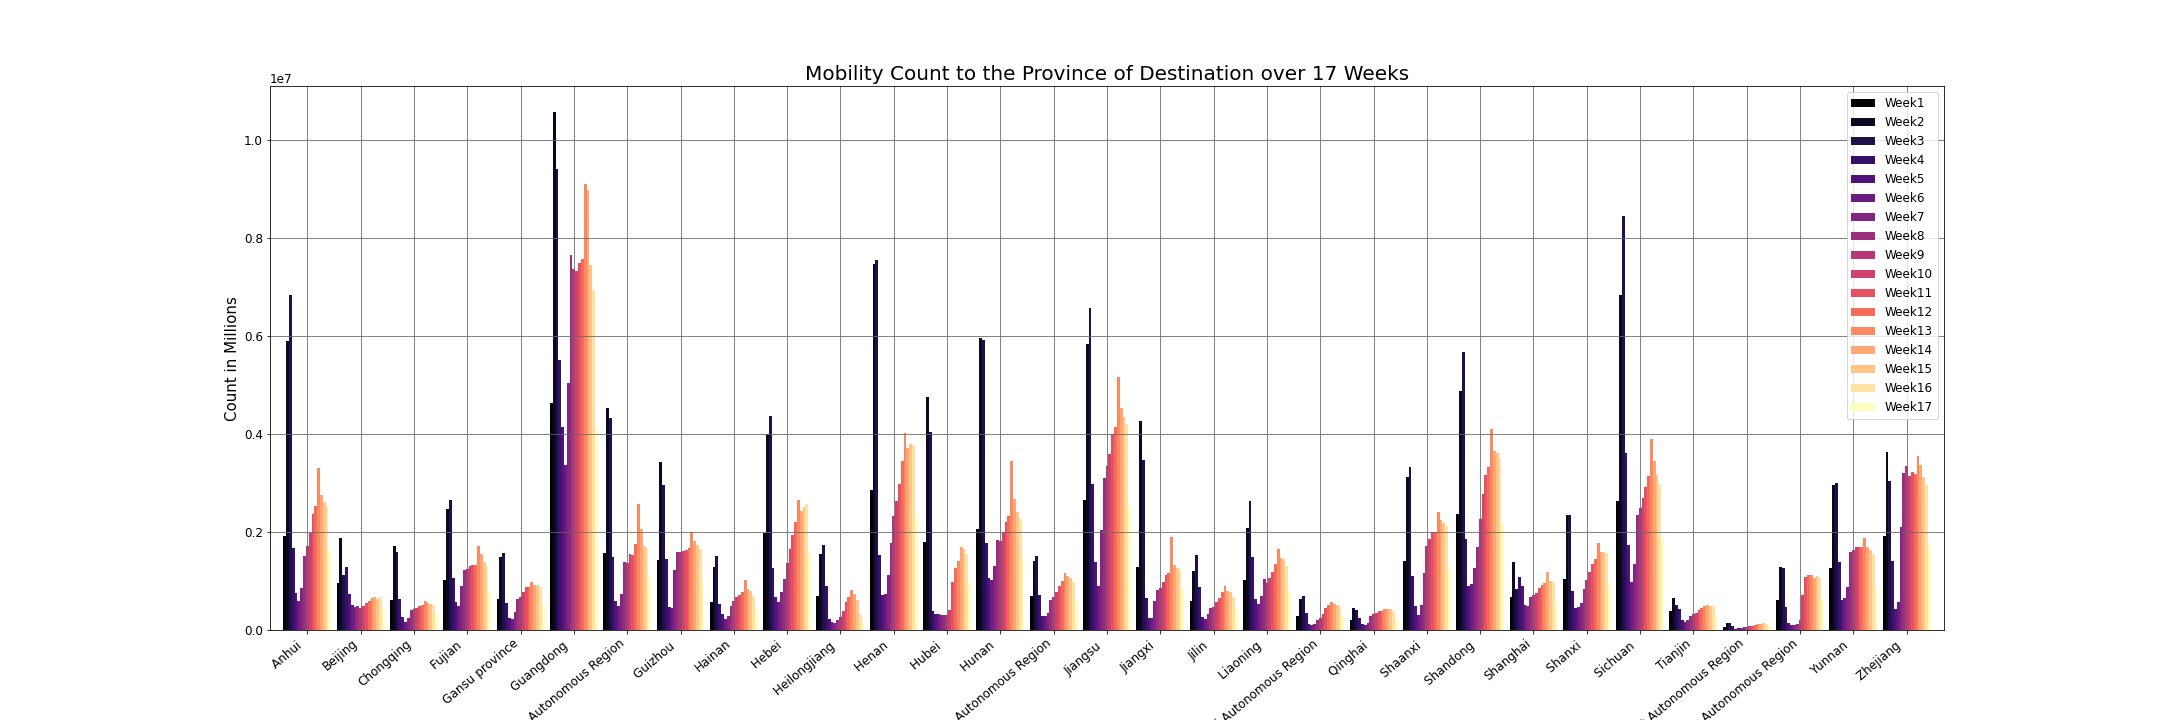 Mobility Count to the Province of Destination over 17 Weeks
1e7
Count in Millions
1.0
0.8
0.6
0.4
0.2
0.0
Week1
Week2
Week3
Week4
Week5
Week6
Week7
Week8
Week9
Week10
Week11
Week12
Week13
Week14
Week15
Week16
Week17
Anhui
Beijing
Chongqing
Fujian
Gansu province
Guangdong
Autonomous Region
Guizhou
Hainan
Hebei
Heilongjiang
Henan
Hubei
Hunan
Autonomous Region
Jiangsu
Jiangxi
Jilin
Liaoning
Autonomous Region
Qinghai
Shaanxi
Shandong
Shanghai
Shanxi
Sichuan
Tianjin
Autonomous Region
Autonomous Region
Yunnan
Zhejiang